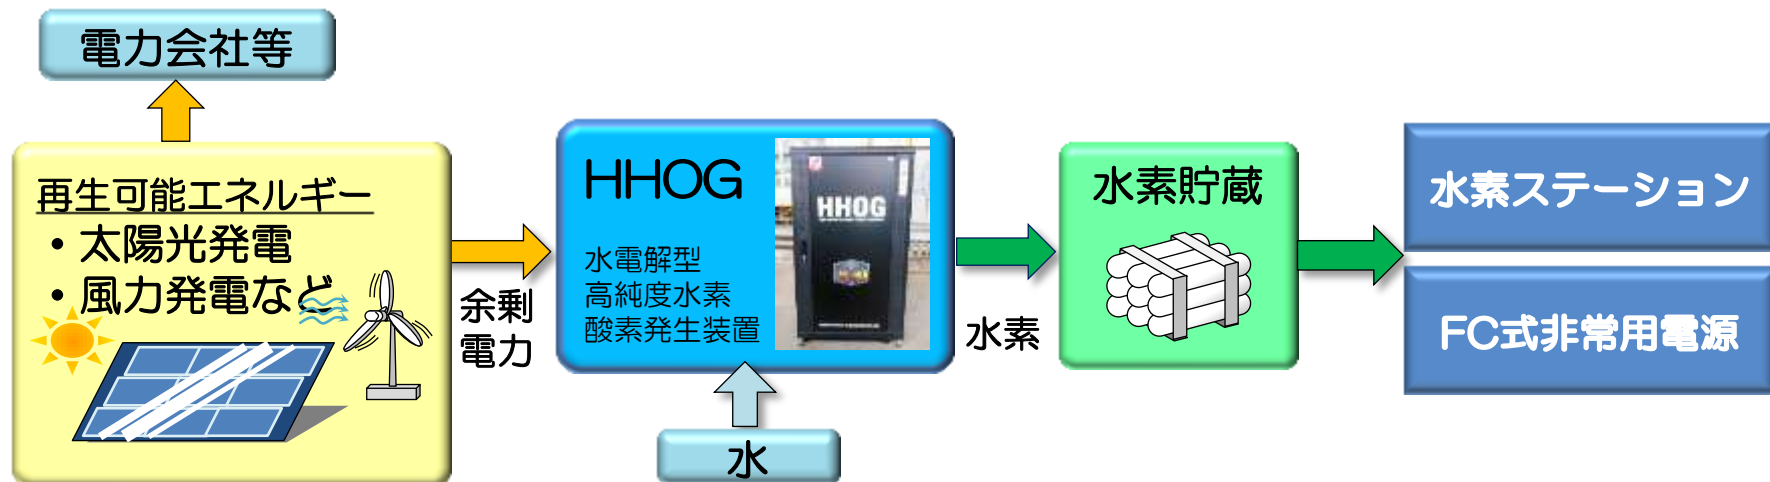 電力会社等
再生可能エネルギー
・太陽光発電
・風力発電など
余剰
電力
HHOG
水電解型
高純度水素
酸素発生装置
HHOG
水
水素
水素貯蔵
水素ステーション
FC式非常用電源